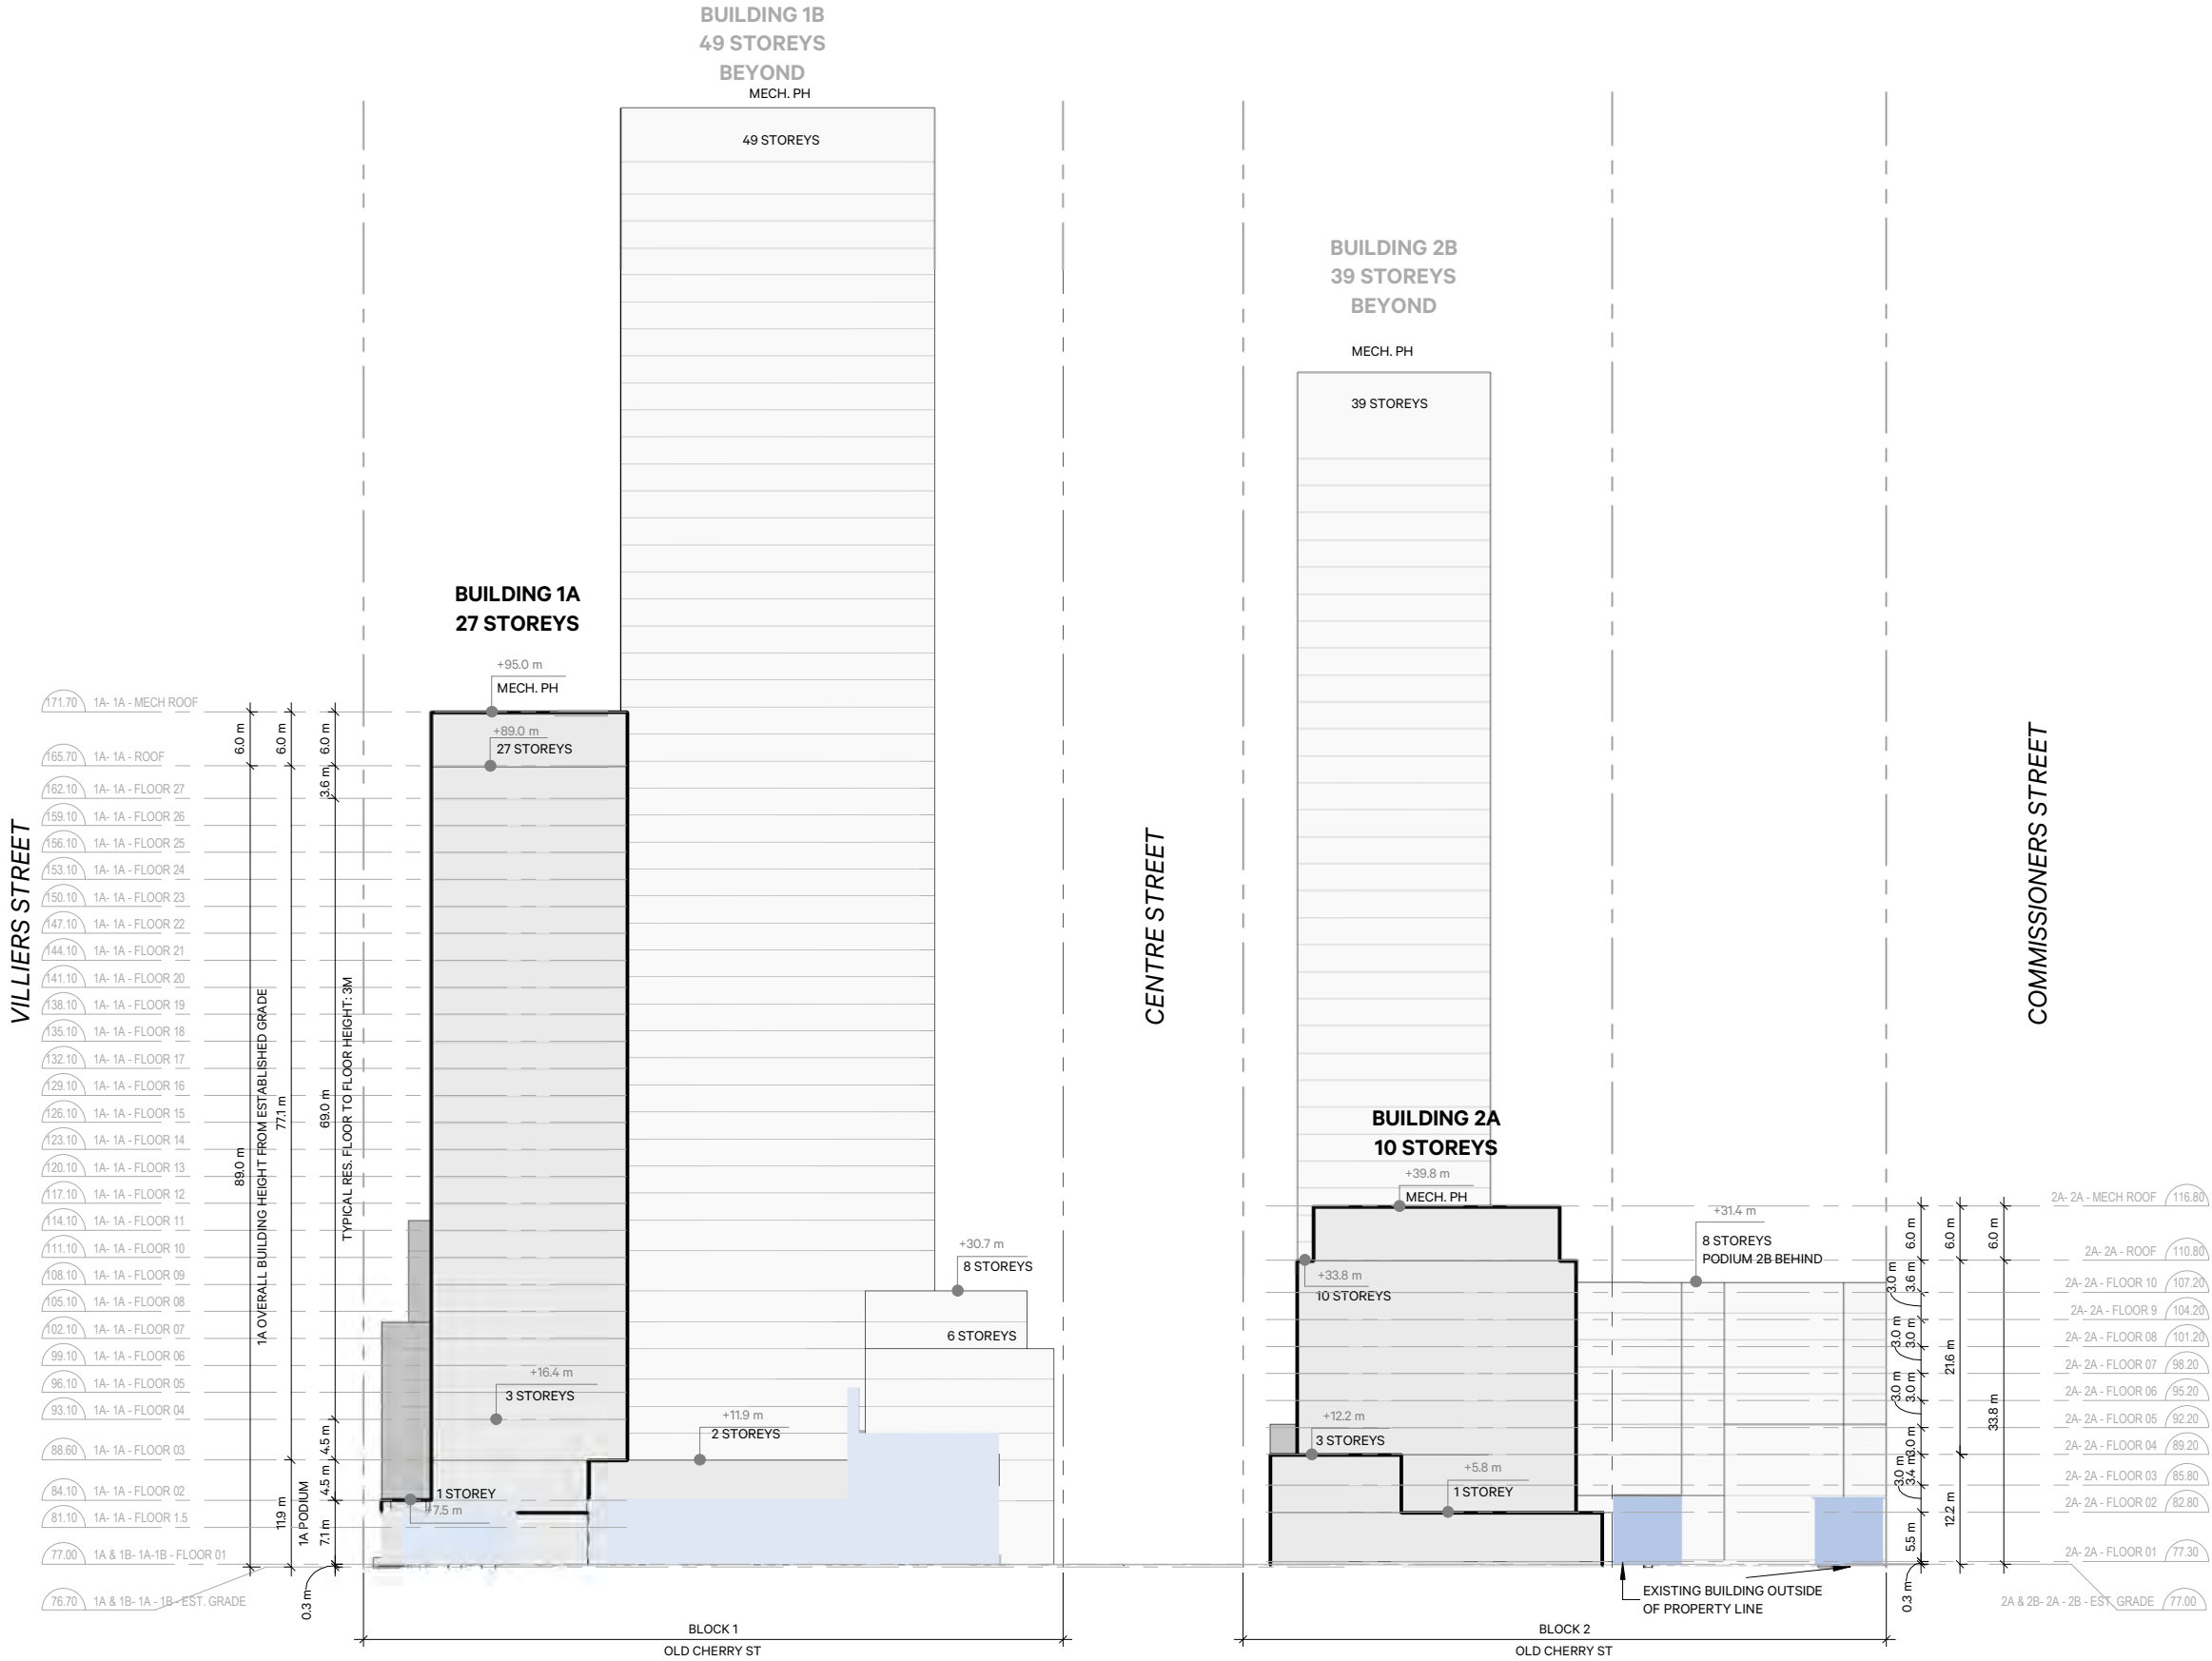 BUILDING 1B
49 STOREYS
BEYOND
MECH. PH
49 STOREYS
BUILDING 2B
39 STOREYS
BEYOND
MECH. PH
39 STOREYS
BUILDING 1A
27 STOREYS
+95.0 m
MECH. PH
+89.0 m
27 STOREYS
+16.4 m
3 STOREYS
+11.9 m
2 STOREYS
1 STOREY
+7.5 m
+30.7 m
8 STOREYS
6 STOREYS
VILLIERS STREET
171.70 1A- 1A - MECH ROOF
165.70 1A- 1A - ROOF
162.10 1A- 1A - FLOOR 27
159.10 1A- 1A - FLOOR 26
156.10 1A- 1A - FLOOR 25
153.10 1A- 1A - FLOOR 24
150.10 1A- 1A - FLOOR 23
147.10 1A- 1A - FLOOR 22
144.10 1A- 1A - FLOOR 21
141.10 1A- 1A - FLOOR 20
138.10 1A- 1A - FLOOR 19
135.10 1A- 1A - FLOOR 18
132.10 1A- 1A - FLOOR 17
129.10 1A- 1A - FLOOR 16
126.10 1A- 1A - FLOOR 15
123.10 1A- 1A - FLOOR 14
120.10 1A- 1A - FLOOR 13
117.10 1A- 1A - FLOOR 12
114.10 1A- 1A - FLOOR 11
111.10 1A- 1A - FLOOR 10
108.10 1A- 1A - FLOOR 09
105.10 1A- 1A - FLOOR 08
102.10 1A- 1A - FLOOR 07
99.10 1A- 1A - FLOOR 06
96.10 1A- 1A - FLOOR 05
93.10 1A- 1A - FLOOR 04
88.60 1A- 1A - FLOOR 03
84.10 1A- 1A - FLOOR 02
81.10 1A- 1A - FLOOR 1.5
77.00 1A & 1B- 1A-1B - FLOOR 01
76.70 1A & 1B- 1A - 1B - EST. GRADE
6.0 m
89.0 m
1A OVERALL BUILDING HEIGHT FROM ESTABLISHED GRADE
6.0 m
77.1 m
11.9 m
1A PODIUM
6.0 m
3.6 m
69.0 m
TYPICAL RES. FLOOR TO FLOOR HEIGHT: 3M
4.5 m
4.5 m
7.1 m
0.3 m
CENTRE STREET
BUILDING 2A
10 STOREYS
+39.8 m
MECH. PH
+33.8 m
10 STOREYS
+12.2 m
3 STOREYS
+5.8 m
1 STOREY
+31.4 m
8 STOREYS
PODIUM 2B BEHIND
EXISTING BUILDING OUTSIDE
OF PROPERTY LINE
6.0 m
3.0 m
3.6 m
3.0 m
3.0 m
3.0 m
3.0 m
3.0 m
3.0 m
3.4 m
5.5 m
0.3 m
6.0 m
21.6 m
12.2 m
6.0 m
33.8 m
COMMISSIONERS STREET
2A- 2A - MECH ROOF 116.80
2A- 2A - ROOF 110.80
2A- 2A - FLOOR 10 107.20
2A- 2A - FLOOR 9 104.20
2A- 2A - FLOOR 08 101.20
2A- 2A - FLOOR 07 98.20
2A- 2A - FLOOR 06 95.20
2A- 2A - FLOOR 05 92.20
2A- 2A - FLOOR 04 89.20
2A- 2A - FLOOR 03 85.80
2A- 2A - FLOOR 02 82.80
2A- 2A - FLOOR 01 77.30
2A & 2B- 2A - 2B - EST. GRADE 77.00
BLOCK 1
OLD CHERRY ST
BLOCK 2
OLD CHERRY ST